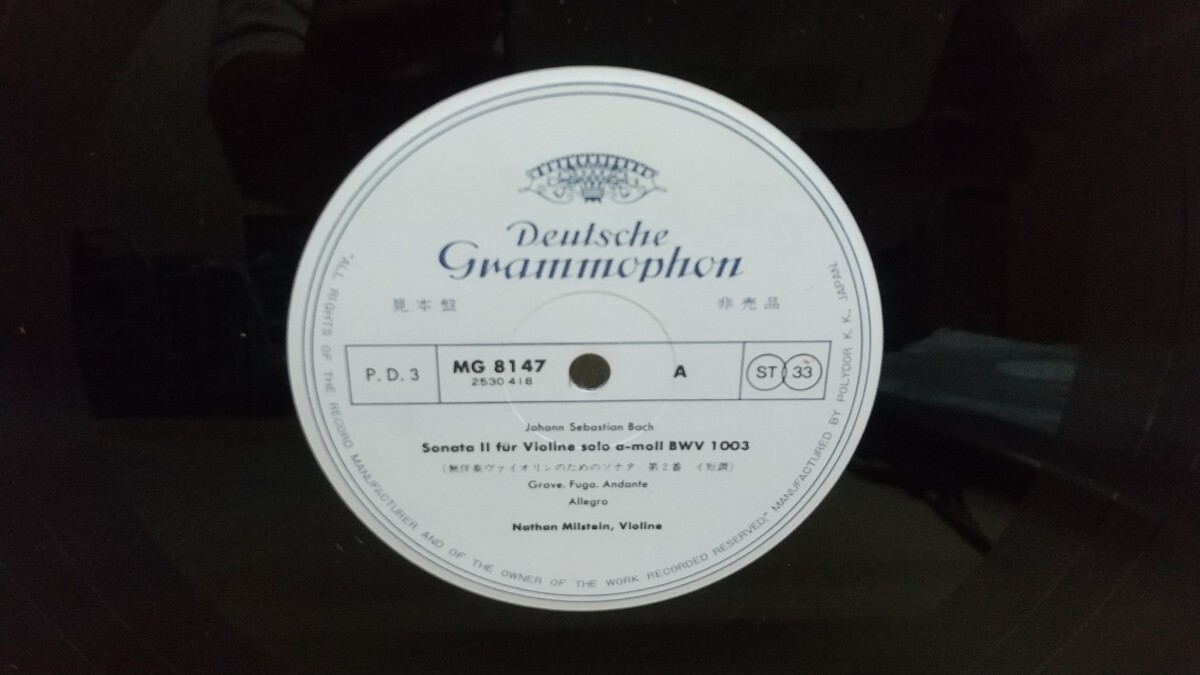 Deutsche
Grammophon
見本盤 非売品
P.D.3 MG 8147 A ST 33
2530 418
Johann Sebastian Bach
Sonata II für Violine solo a-moll BWV 1003
(無伴奏ヴァイオリンのためのソナタ 第2番 イ短調)
Grave. Fuga. Andante
Allegro
Nathan Milstein, Violine
"ALL RIGHTS OF THE RECORD MANUFACTURER AND OF THE OWNER OF THE WORK RECORDED RESERVED." MANUFACTURED BY POLYDOR K. K., JAPAN